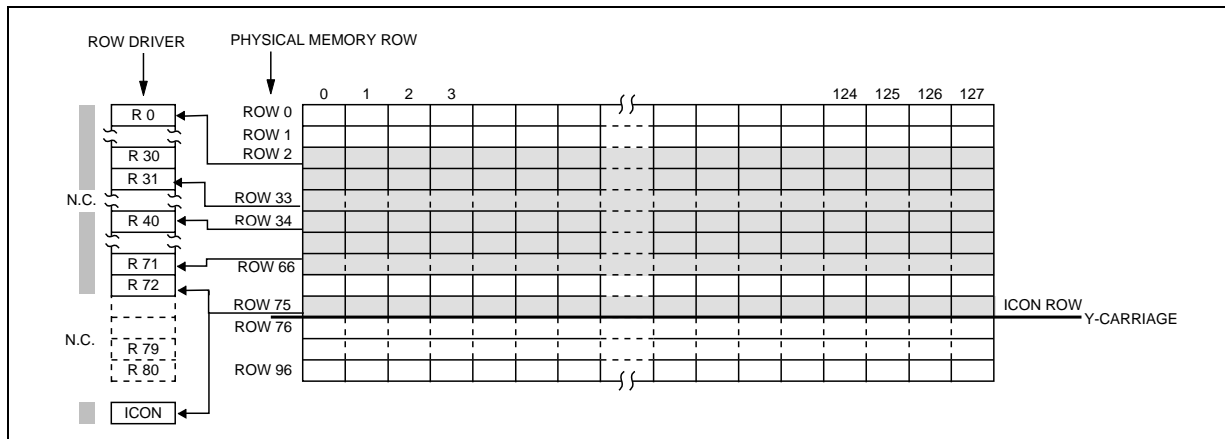 ROW DRIVER PHYSICAL MEMORY ROW
0 1 2 3 124 125 126 127
R 0 ROW 0
ROW 1
R 30 ROW 2
R 31
N.C. ROW 33
R 40 ROW 34
R 71 ROW 66
R 72
ROW 75 ICON ROW
Y-CARRIAGE
ROW 76
N.C.
R 79
R 80 ROW 96
ICON